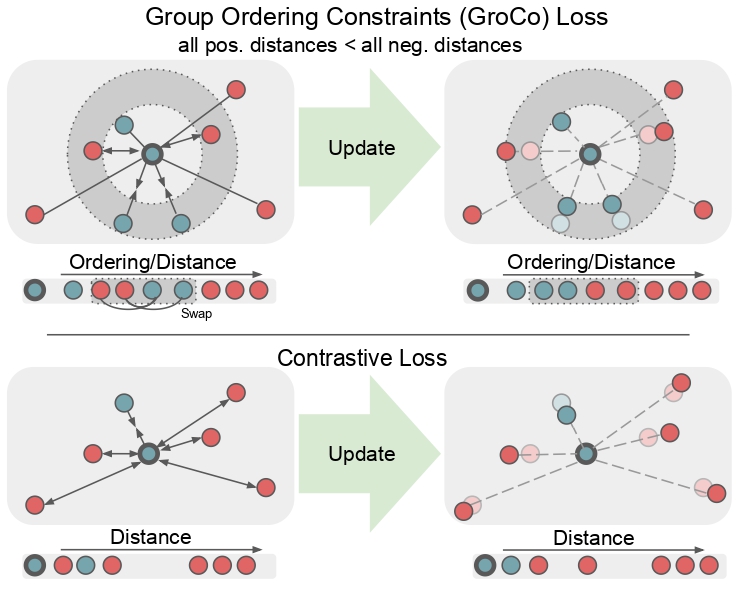 Group Ordering Constraints (GroCo) Loss
all pos. distances < all neg. distances
Update
Ordering/Distance
Ordering/Distance
Swap
Contrastive Loss
Update
Distance
Distance